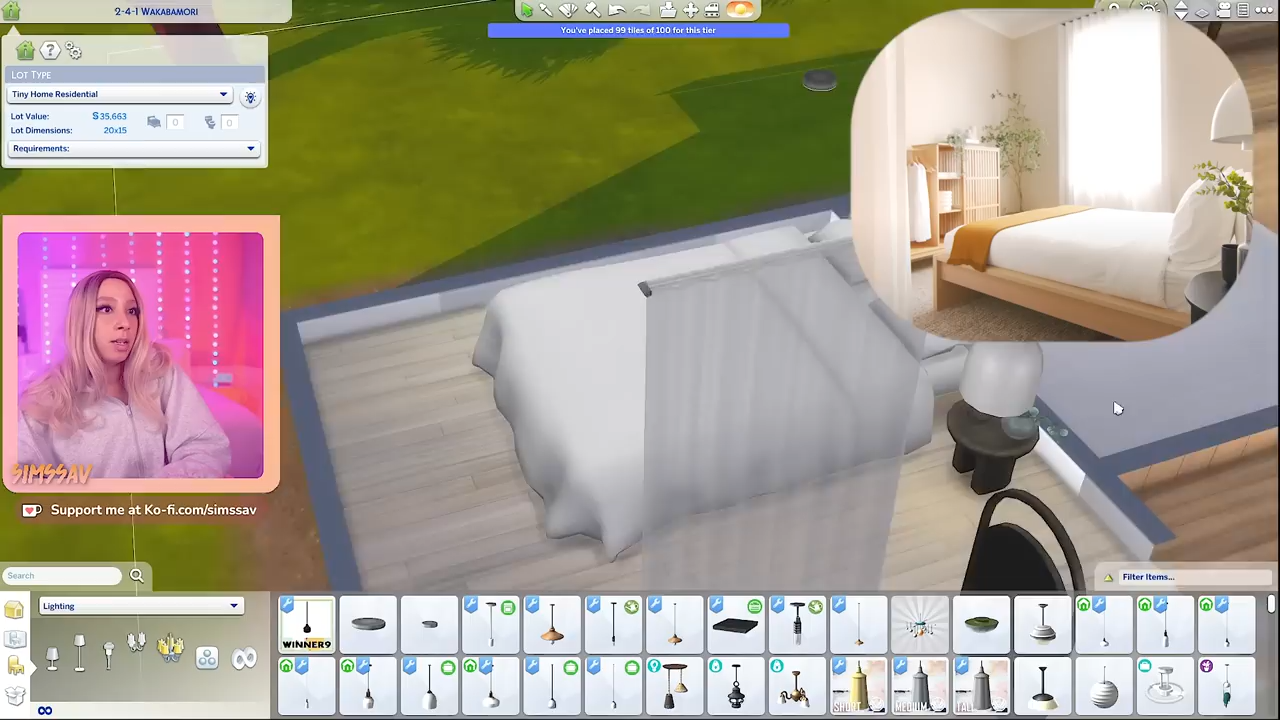 2-4-1 Wakabamori
You've placed 99 tiles of 100 for this tier
Lot Type
Tiny Home Residential
Lot Value: §35,663
0 0
Lot Dimensions: 20x15
Requirements:
SIMSSAV
Support me at Ko-fi.com/simssav
Search
Filter Items...
Lighting
WINNER9
SHORT
MEDIUM
TALL